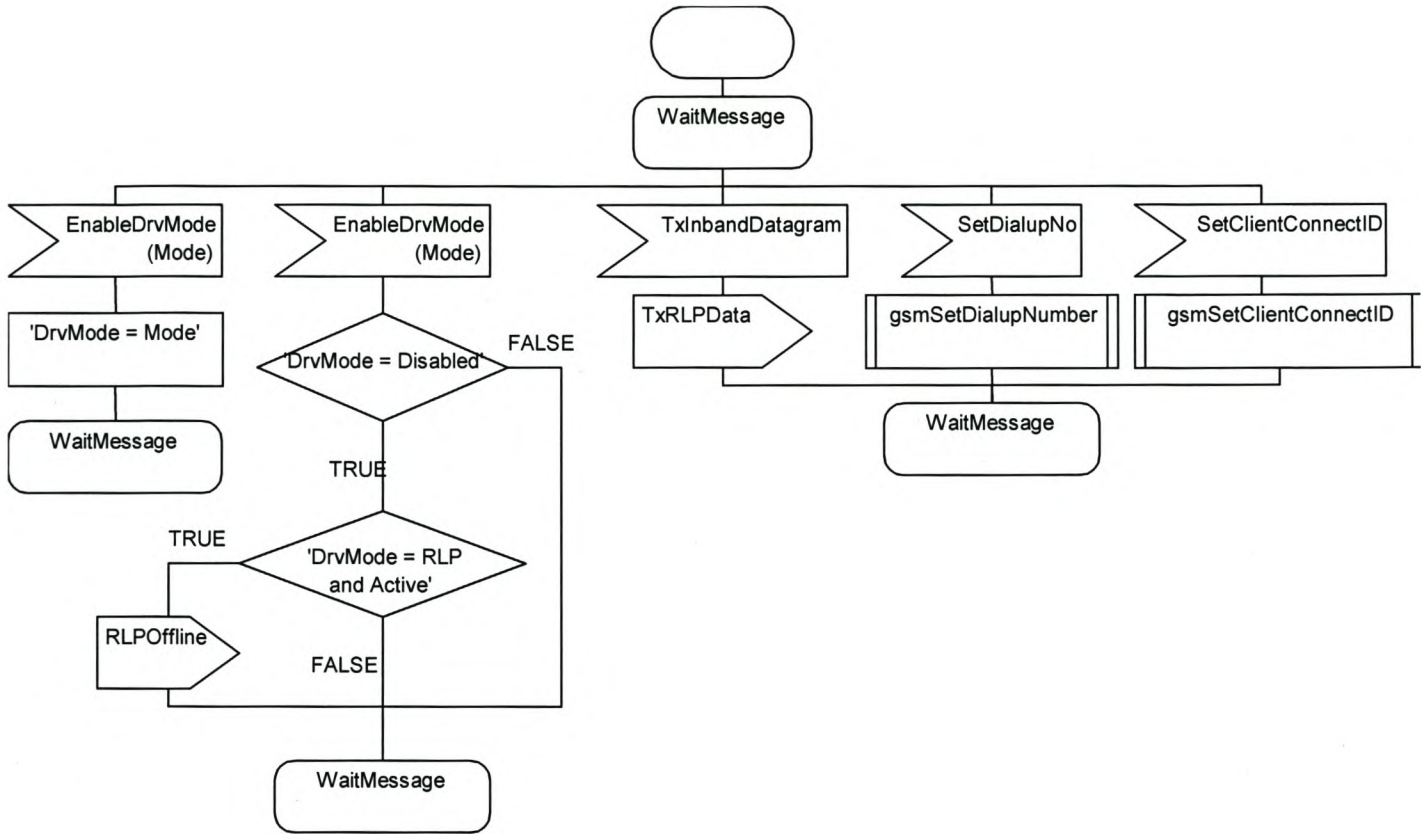 WaitMessage
EnableDrvMode
(Mode)
EnableDrvMode
(Mode)
TxInbandDatagram
SetDialupNo
SetClientConnectID
'DrvMode = Mode'
'DrvMode = Disabled'
FALSE
TxRLPData
gsmSetDialupNumber
gsmSetClientConnectID
WaitMessage
WaitMessage
TRUE
TRUE
'DrvMode = RLP
and Active'
RLPOffline
FALSE
WaitMessage